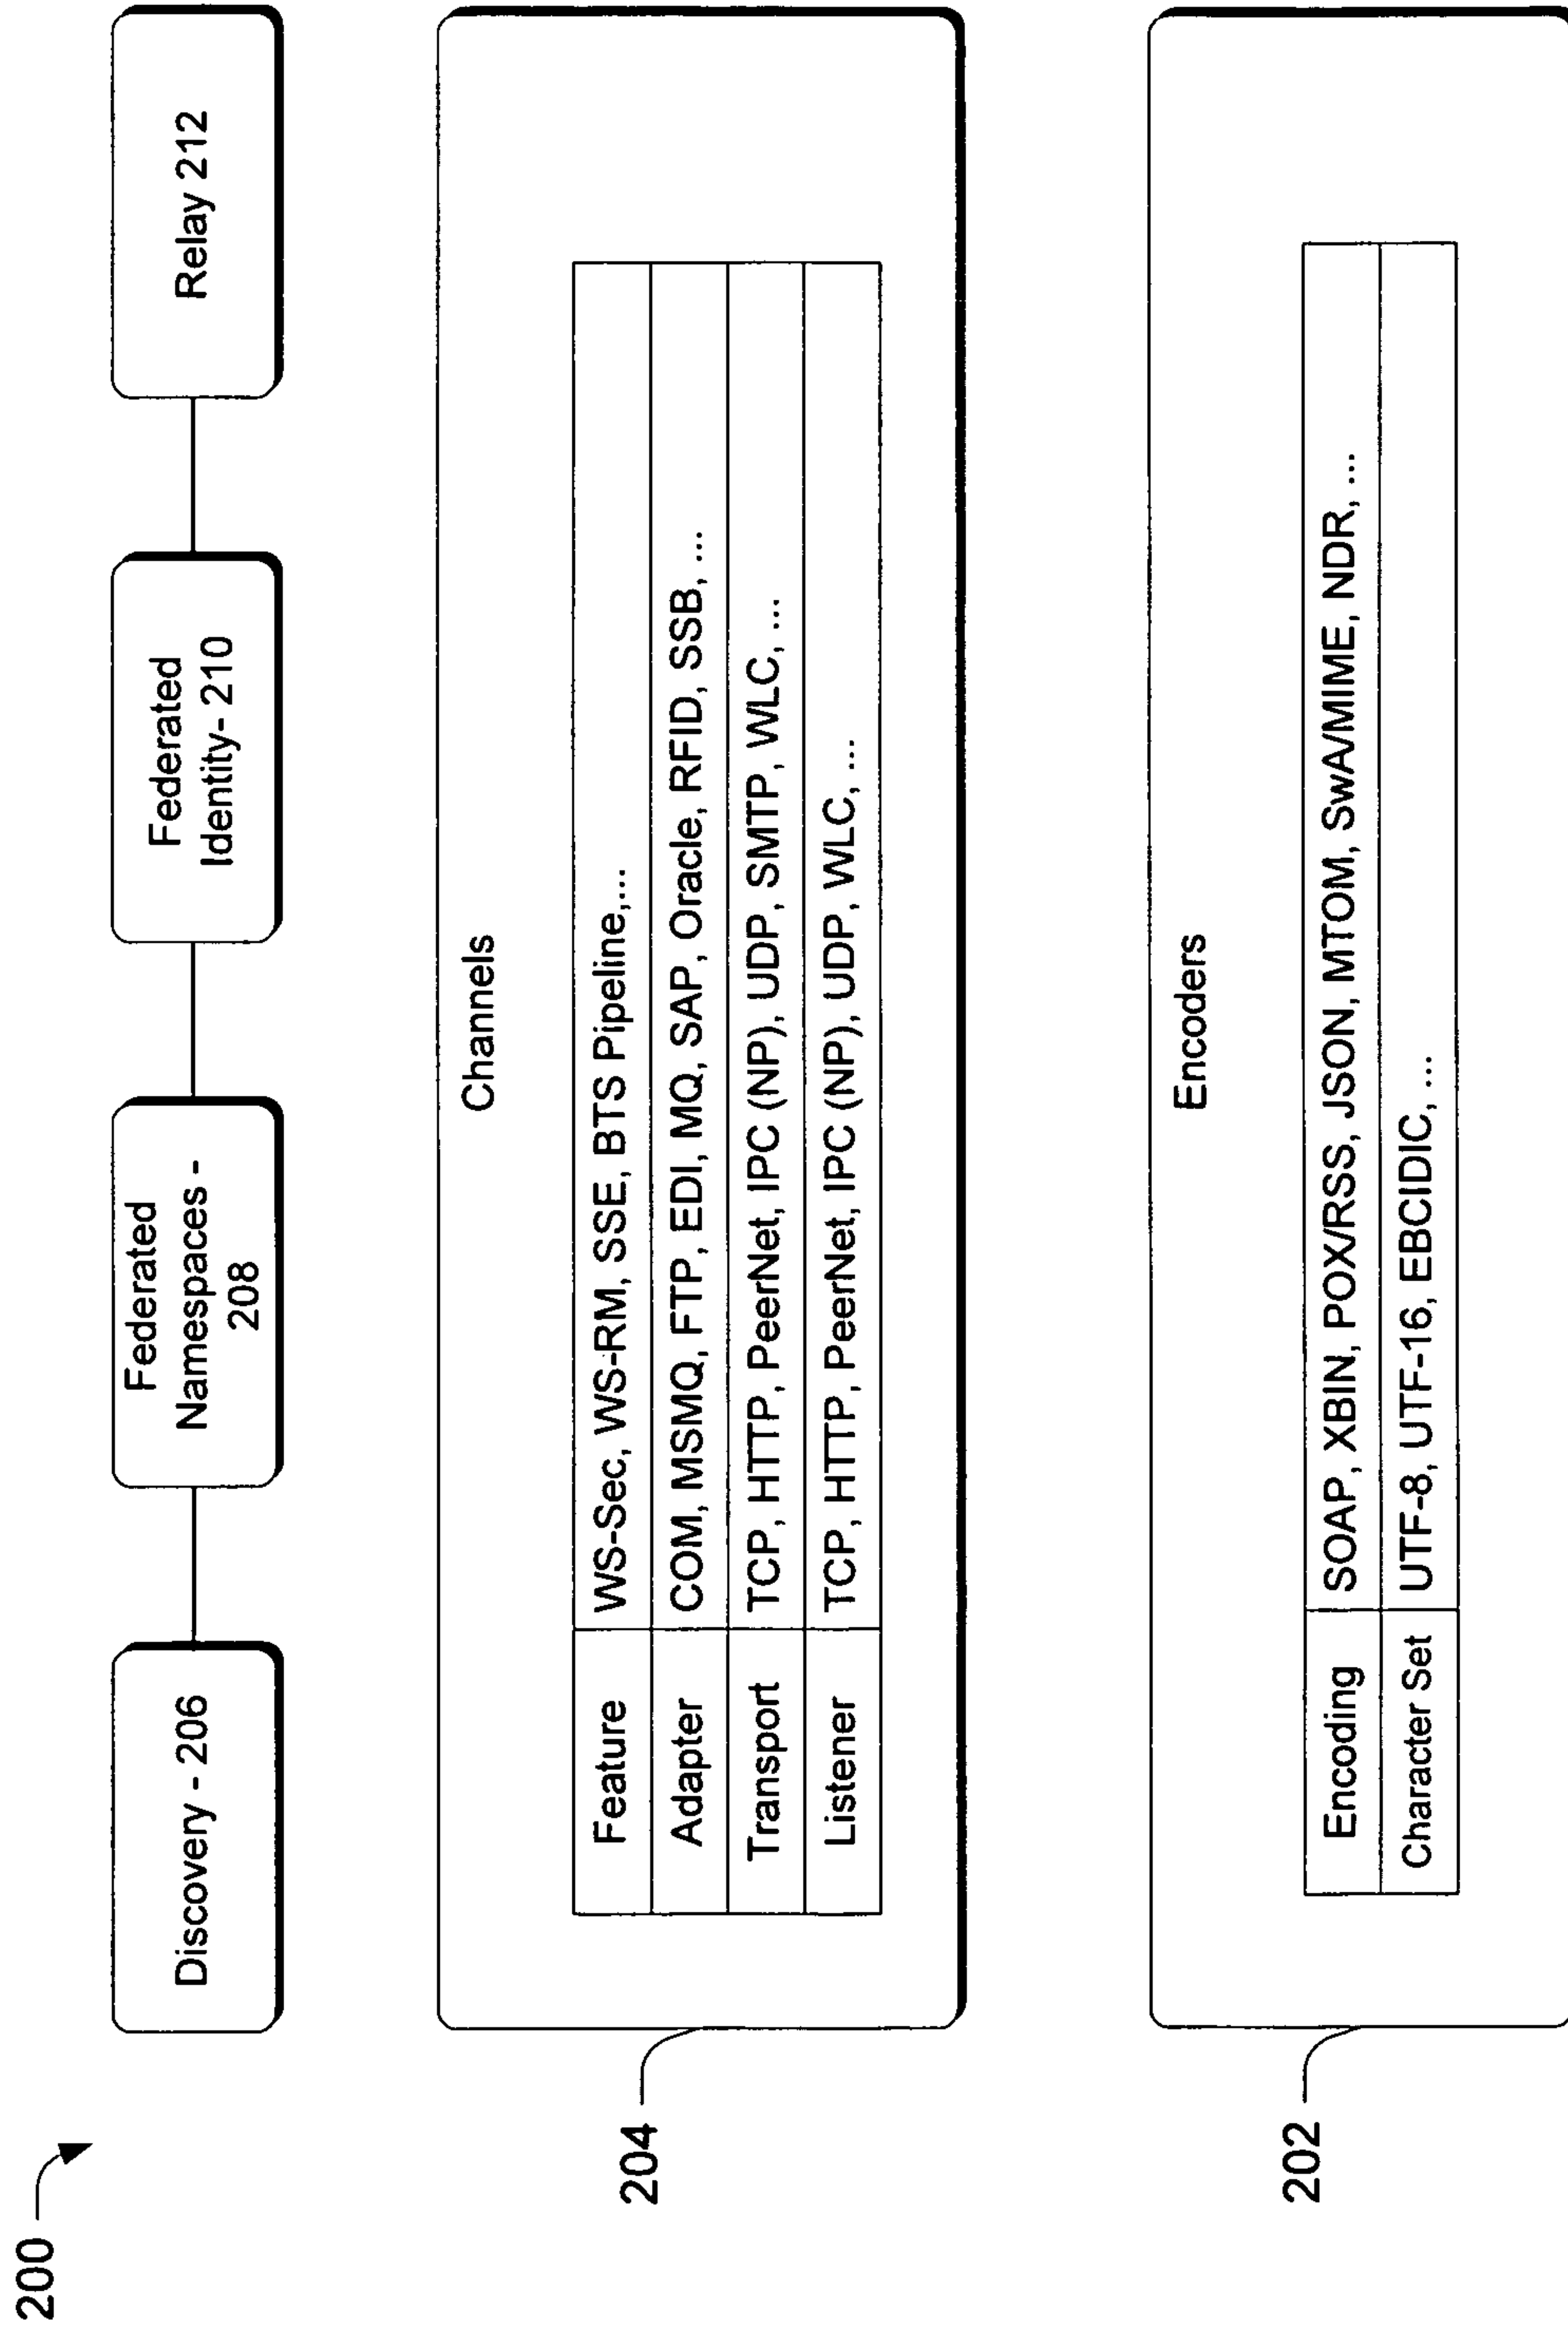 200
Discovery - 206
Federated
Namespaces -
208
Federated
Identity- 210
Relay 212
204
Channels
Feature WS-Sec, WS-RM, SSE, BTS Pipeline,...
Adapter COM, MSMQ, FTP, EDI, MQ, SAP, Oracle, RFID, SSB, ...
Transport TCP, HTTP, PeerNet, IPC (NP), UDP, SMTP, WLC, ...
Listener TCP, HTTP, PeerNet, IPC (NP), UDP, WLC, ...
202
Encoders
Encoding SOAP, XBIN, POX/RSS, JSON, MTOM, SwA/MIME, NDR, ...
Character Set UTF-8, UTF-16, EBCIDIC, ...